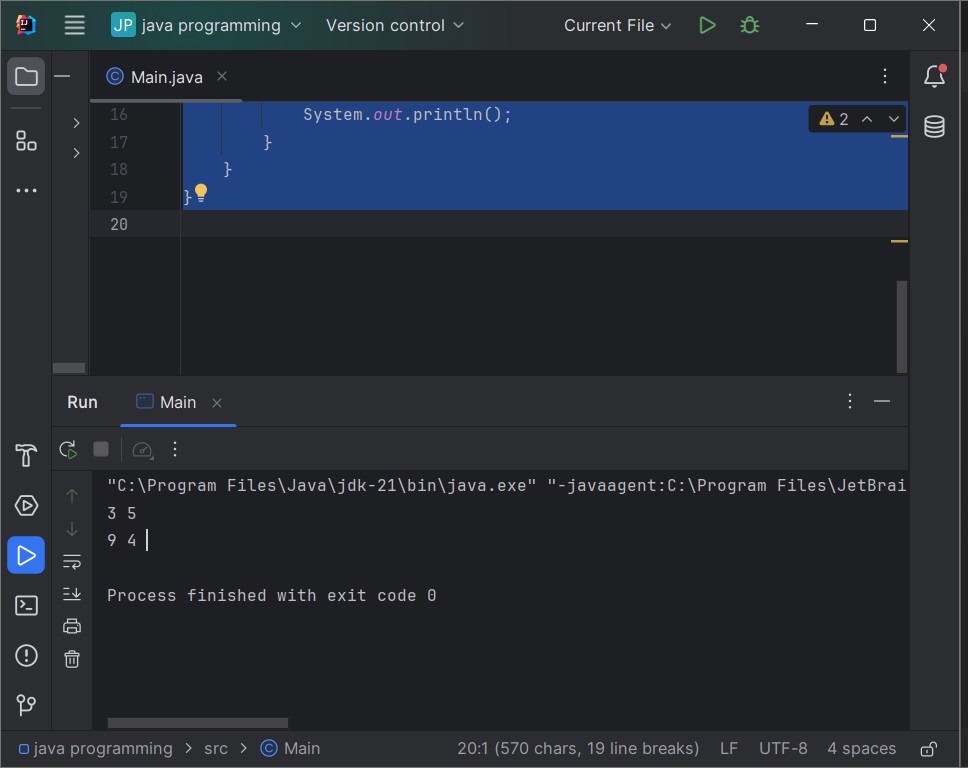 JP java programming Version control Current File
Main.java
16 System.out.println();
2
17 }
18 }
19 }
20
Run Main
"C:\Program Files\Java\jdk-21\bin\java.exe" "-javaagent:C:\Program Files\JetBrai
3 5
9 4
Process finished with exit code 0
java programming > src > Main 20:1 (570 chars, 19 line breaks) LF UTF-8 4 spaces